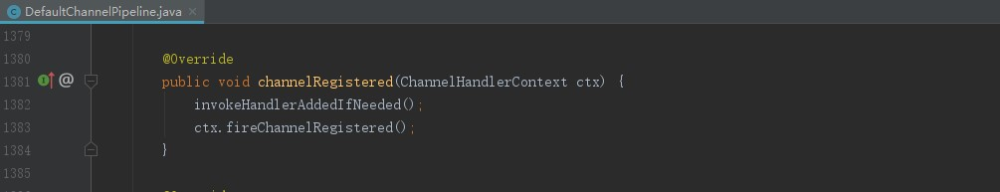 DefaultChannelPipeline.java
1379
1380 @Override
1381 public void channelRegistered(ChannelHandlerContext ctx) {
1382 invokeHandlerAddedIfNeeded();
1383 ctx.fireChannelRegistered();
1384 }
1385